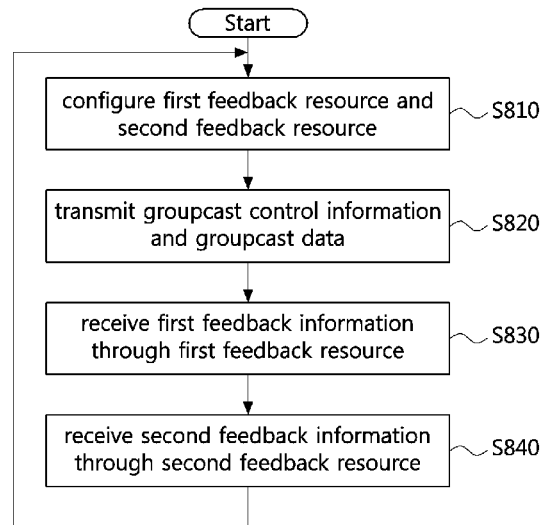 Start
configure first feedback resource and
second feedback resource
S810
transmit groupcast control information
and groupcast data
S820
receive first feedback information
through first feedback resource
S830
receive second feedback information
through second feedback resource
S840